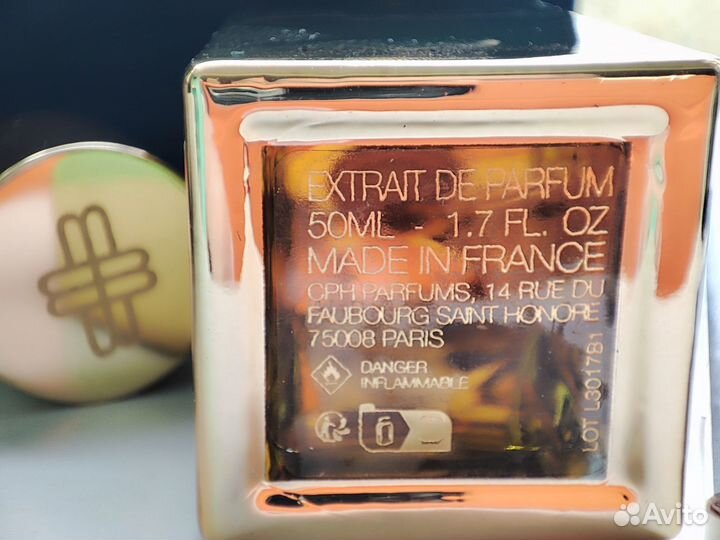 EXTRAIT DE PARFUM
50ML - 1.7 FL. OZ
MADE IN FRANCE
CPH PARFUMS, 14 RUE DU
FAUBOURG SAINT HONORE
75008 PARIS
DANGER
INFLAMMABLE
LOT L3017B1
Avito